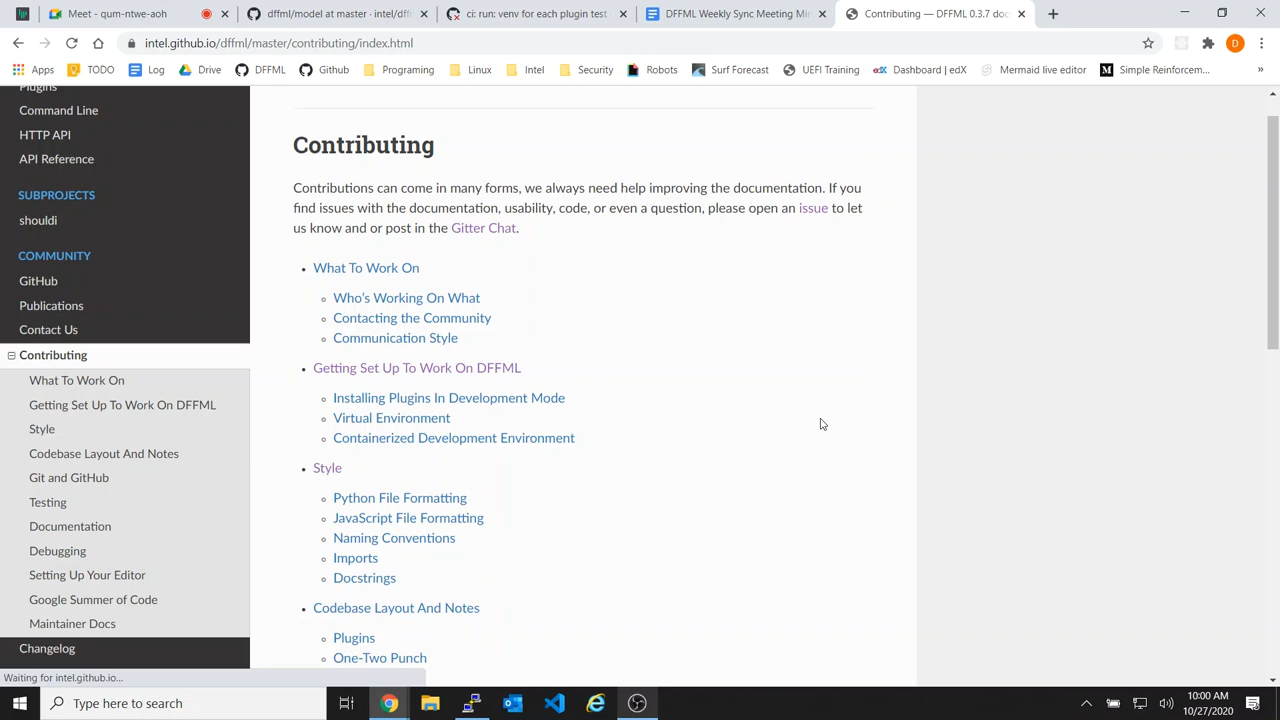 Meet - qum-ntwe-aoh
dffml/model at master · intel/dff
ci: run: venv for each plugin test
DFFML Weekly Sync Meeting Min
Contributing — DFFML 0.3.7 doc
intel.github.io/dffml/master/contributing/index.html
D
Apps
TODO
Log
Drive
DFFML
Github
Programing
Linux
Intel
Security
Robots
Surf Forecast
UEFI Training
Dashboard | edX
Mermaid live editor
Simple Reinforcem...
»
Plugins
Command Line
HTTP API
API Reference
SUBPROJECTS
shouldi
COMMUNITY
GitHub
Publications
Contact Us
Contributing
What To Work On
Getting Set Up To Work On DFFML
Style
Codebase Layout And Notes
Git and GitHub
Testing
Documentation
Debugging
Setting Up Your Editor
Google Summer of Code
Maintainer Docs
Changelog
Waiting for intel.github.io...
Contributing
Contributions can come in many forms, we always need help improving the documentation. If you
find issues with the documentation, usability, code, or even a question, please open an issue to let
us know and or post in the Gitter Chat.
What To Work On
Who's Working On What
Contacting the Community
Communication Style
Getting Set Up To Work On DFFML
Installing Plugins In Development Mode
Virtual Environment
Containerized Development Environment
Style
Python File Formatting
JavaScript File Formatting
Naming Conventions
Imports
Docstrings
Codebase Layout And Notes
Plugins
One-Two Punch
Type here to search
10:00 AM
10/27/2020